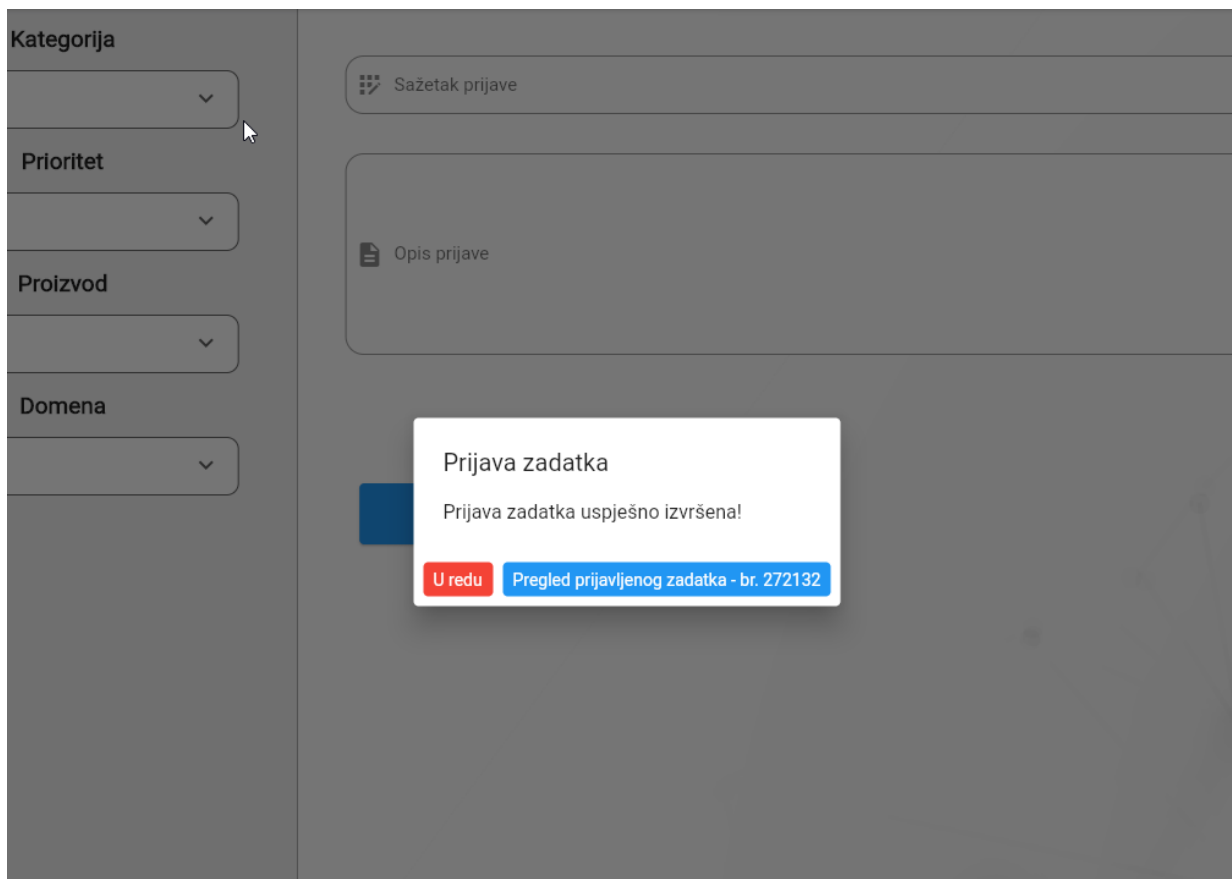 Kategorija
Prioritet
Proizvod
Domena
Sažetak prijave
Opis prijave
Prijava zadatka
Prijava zadatka uspješno izvršena!
U redu
Pregled prijavljenog zadatka - br. 272132